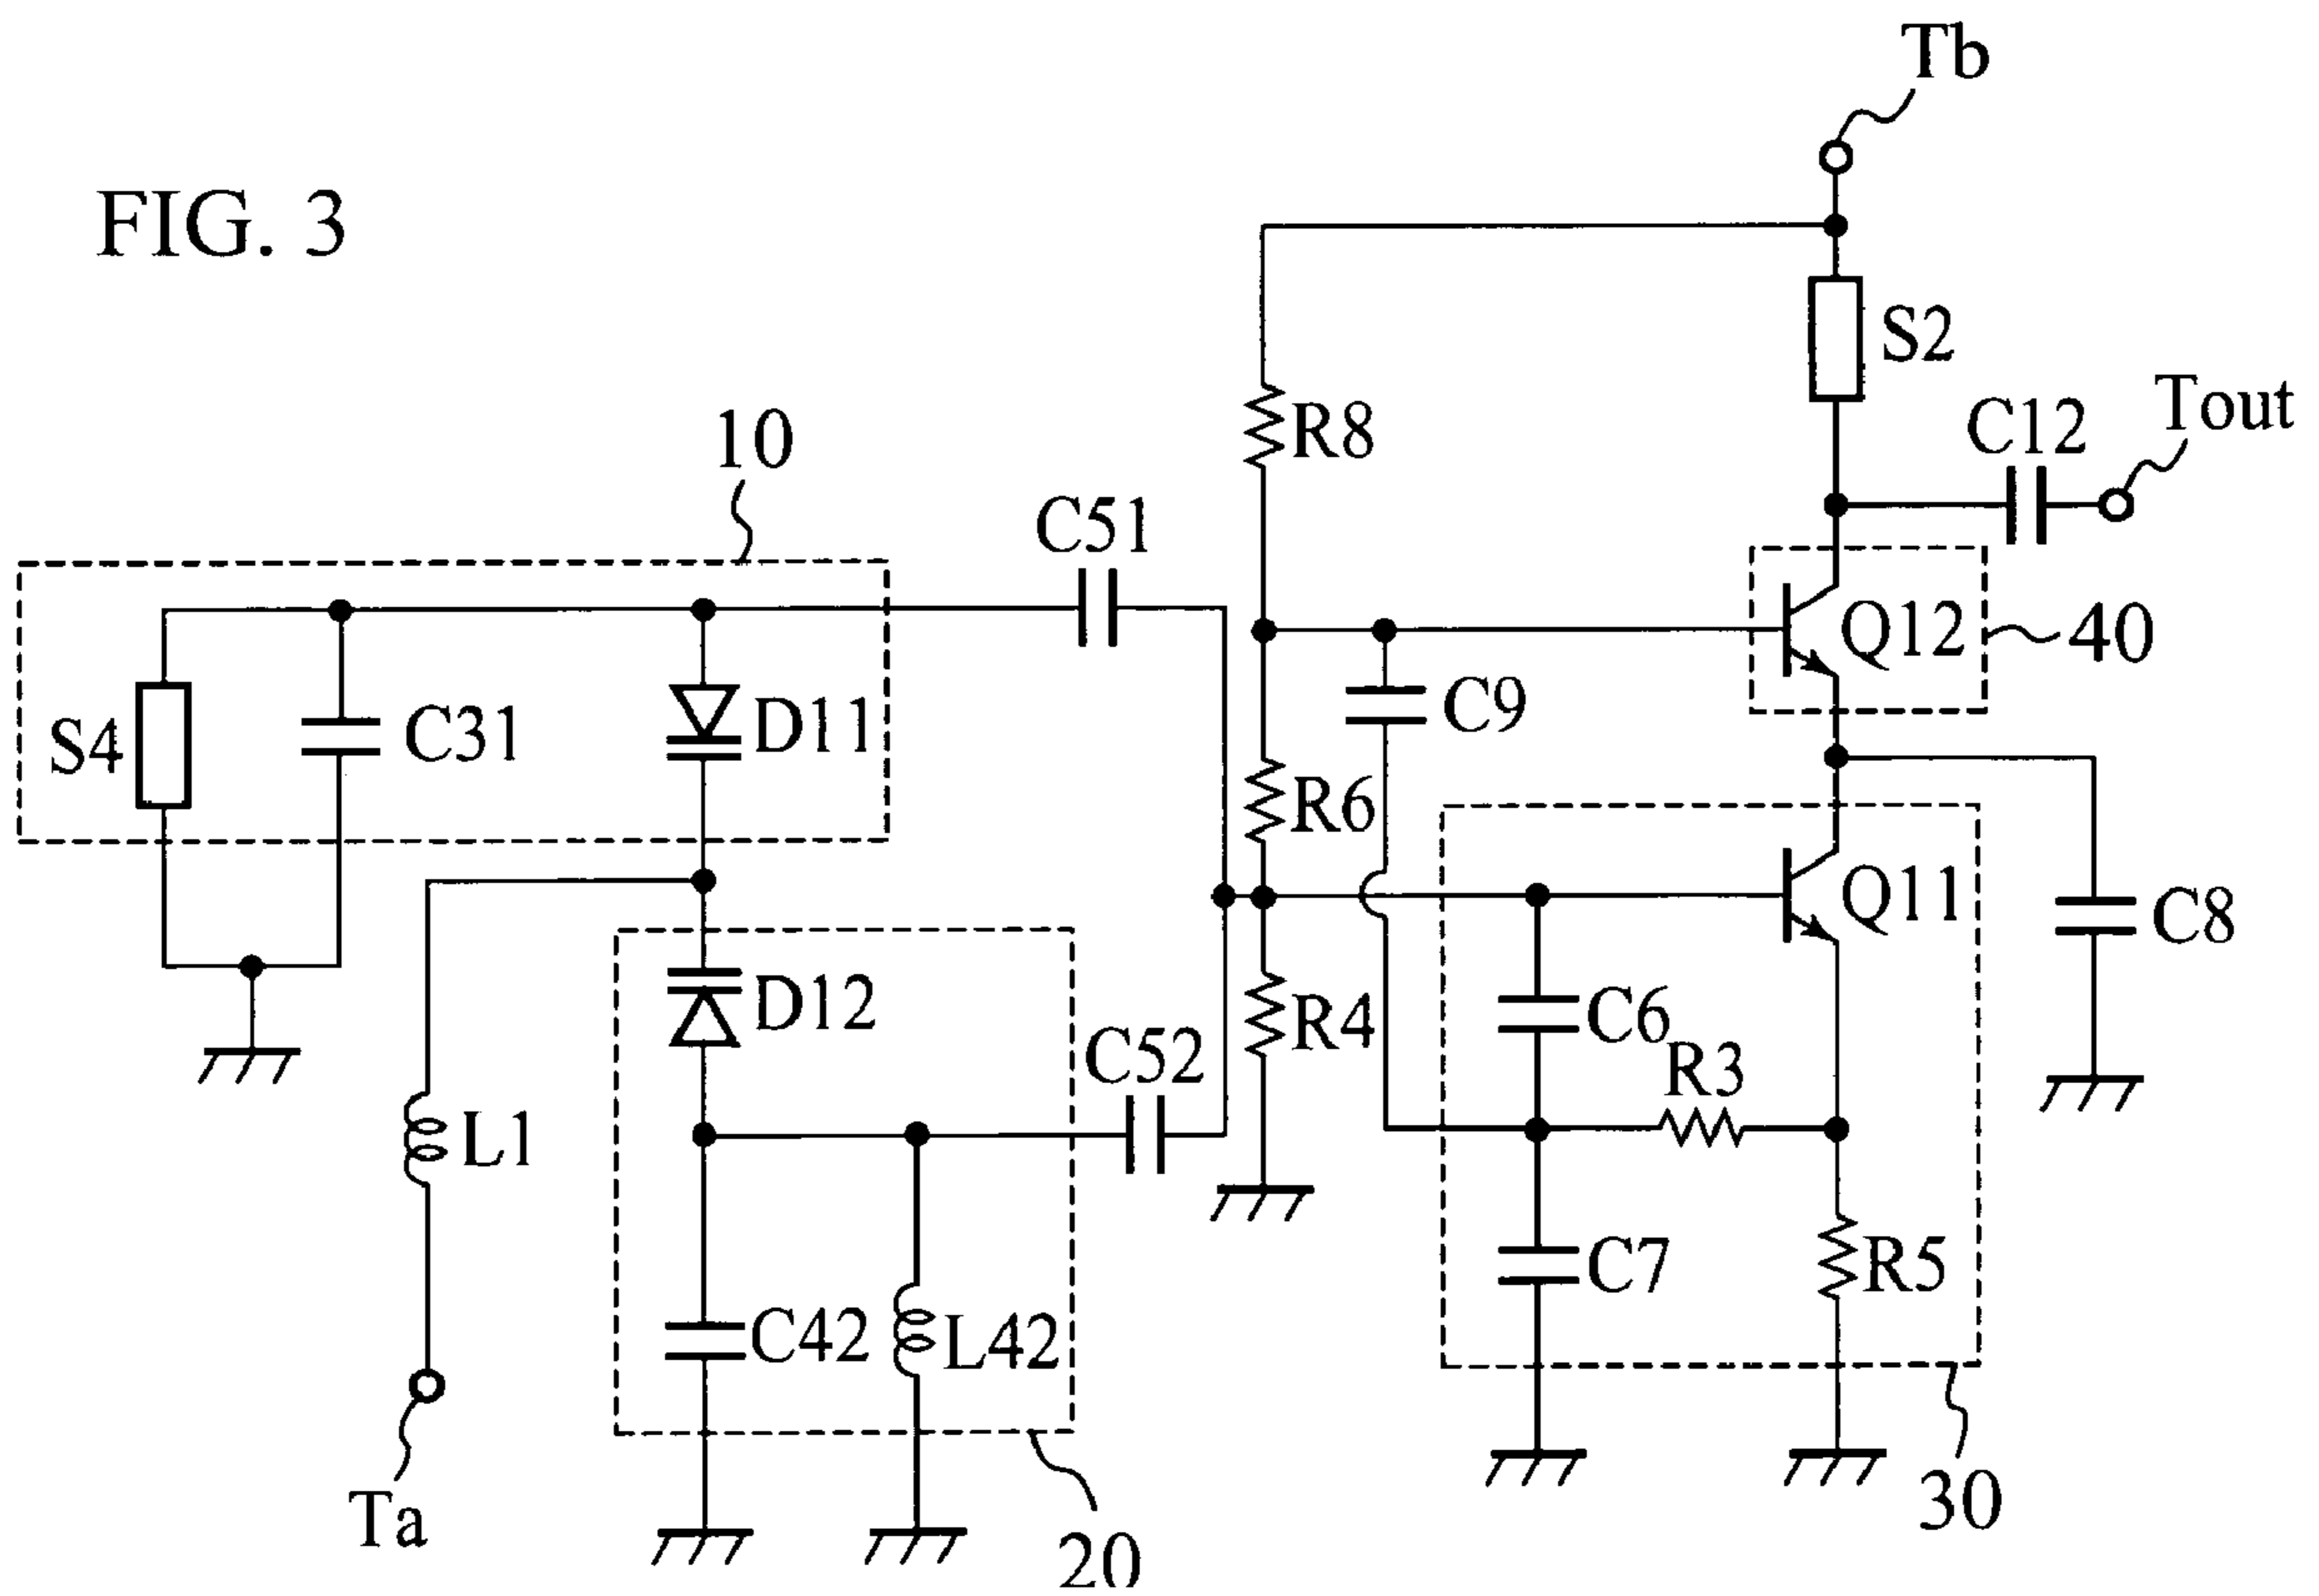 Tb
FIG. 3
S2
Tout
C12
R8
10
C51
Q12
40
C9
D11
C31
S4
R6
Q11
C8
D12
C6
R4
R3
C52
L1
C7
R5
C42
L42
30
Ta
20